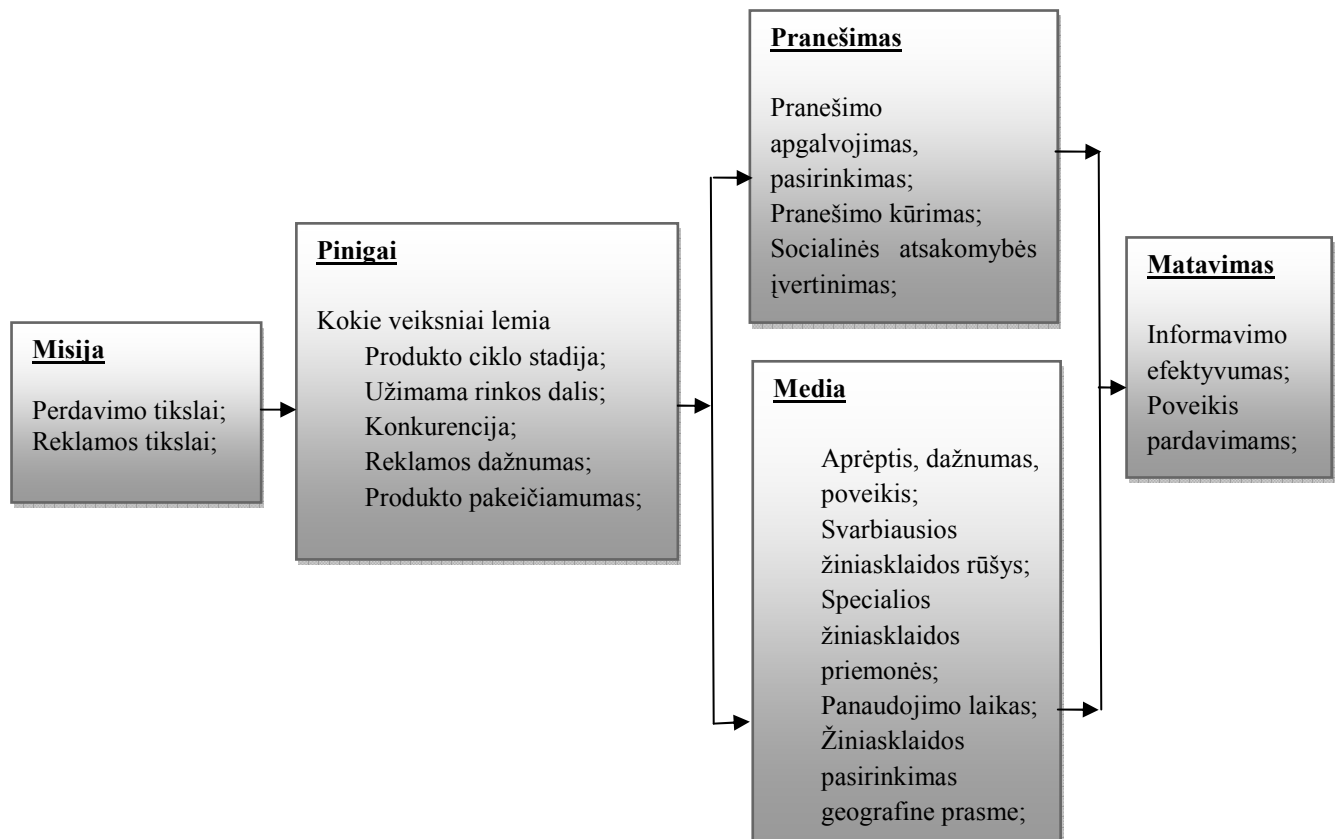 Misija
Perdavimo tikslai;
Reklamos tikslai;
Pinigai
Kokie veiksniai lemia
Produkto ciklo stadija;
Užimama rinkos dalis;
Konkurencija;
Reklamos dažnumas;
Produkto pakeičiamumas;
Pranešimas
Pranešimo
apgalvojimas,
pasirinkimas;
Pranešimo kūrimas;
Socialinės atsakomybės
įvertinimas;
Media
Aprėptis, dažnumas,
poveikis;
Svarbiausios
žiniasklaidos rūšys;
Specialios
žiniasklaidos
priemonės;
Panaudojimo laikas;
Žiniasklaidos
pasirinkimas
geografine prasme;
Matavimas
Informavimo
efektyvumas;
Poveikis
pardavimams;